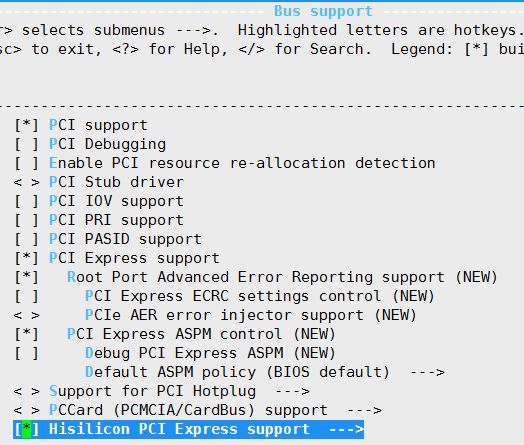 Bus support
r> selects submenus --->.  Highlighted letters are hotkeys.
sc> to exit, <?> for Help, </> for Search.  Legend: [*] bui
[*] PCI support
[ ] PCI Debugging
[ ] Enable PCI resource re-allocation detection
< > PCI Stub driver
[ ] PCI IOV support
[ ] PCI PRI support
[ ] PCI PASID support
[*] PCI Express support
[*]   Root Port Advanced Error Reporting support (NEW)
[ ]     PCI Express ECRC settings control (NEW)
< >     PCIe AER error injector support (NEW)
[*]   PCI Express ASPM control (NEW)
[ ]     Debug PCI Express ASPM (NEW)
        Default ASPM policy (BIOS default)  --->
< > Support for PCI Hotplug  --->
< > PCCard (PCMCIA/CardBus) support  --->
[*] Hisilicon PCI Express support  --->